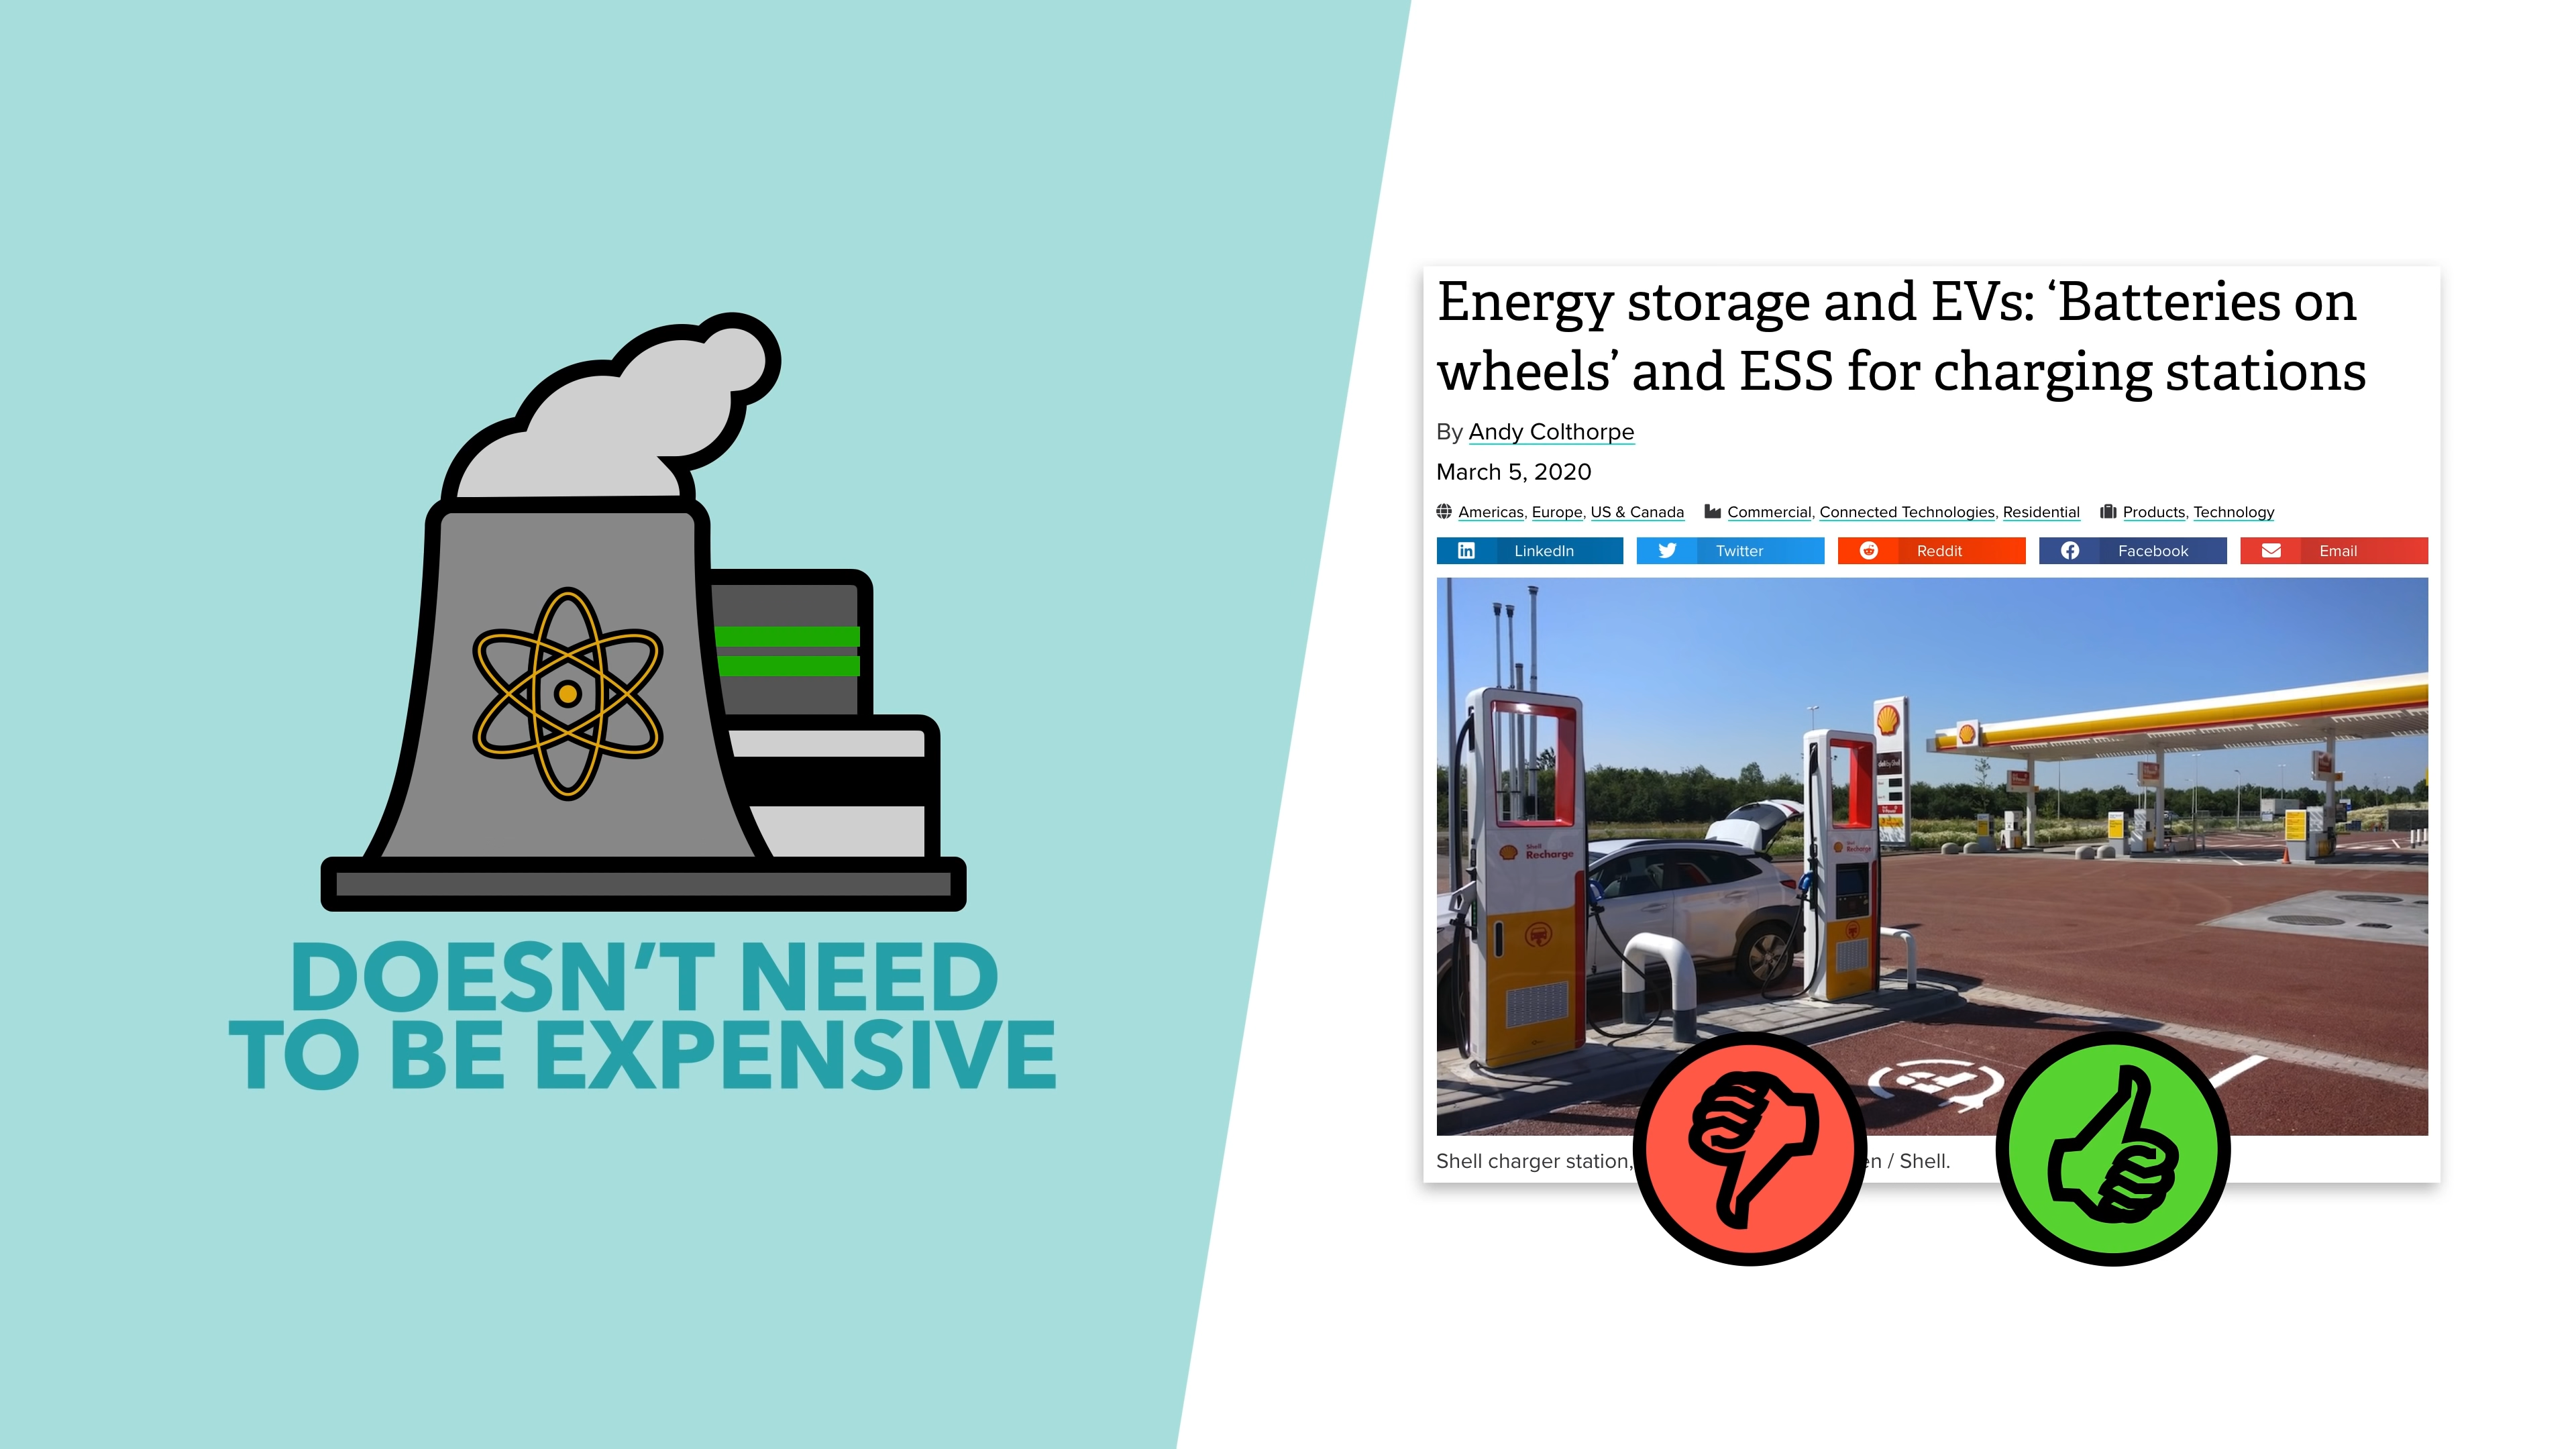 DOESN'T NEED
TO BE EXPENSIVE
Energy storage and EVs: ‘Batteries on
wheels’ and ESS for charging stations
By Andy Colthorpe
March 5, 2020
Americas, Europe, US & Canada Commercial, Connected Technologies, Residential Products, Technology
LinkedIn Twitter Reddit Facebook Email
Shell
Recharge
Shell charger station, / Shell.